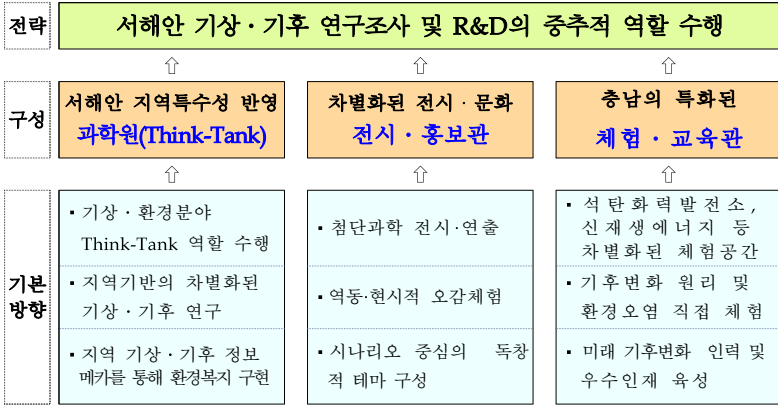 전략
서해안 기상·기후 연구조사 및 R&D의 중추적 역할 수행
구성
서해안 지역특수성 반영
과학원(Think-Tank)
차별화된 전시·문화
전시·홍보관
충남의 특화된
체험·교육관
기본
방향
▪ 기상·환경분야
Think-Tank 역할 수행
▪ 지역기반의 차별화된
기상·기후 연구
▪ 지역 기상·기후 정보
메카를 통해 환경복지 구현
▪ 첨단과학 전시·연출
▪ 역동·현시적 오감체험
▪ 시나리오 중심의 독창
적 테마 구성
▪ 석탄화력발전소,
신재생에너지 등
차별화된 체험공간
▪ 기후변화 원리 및
환경오염 직접 체험
▪ 미래 기후변화 인력 및
우수인재 육성